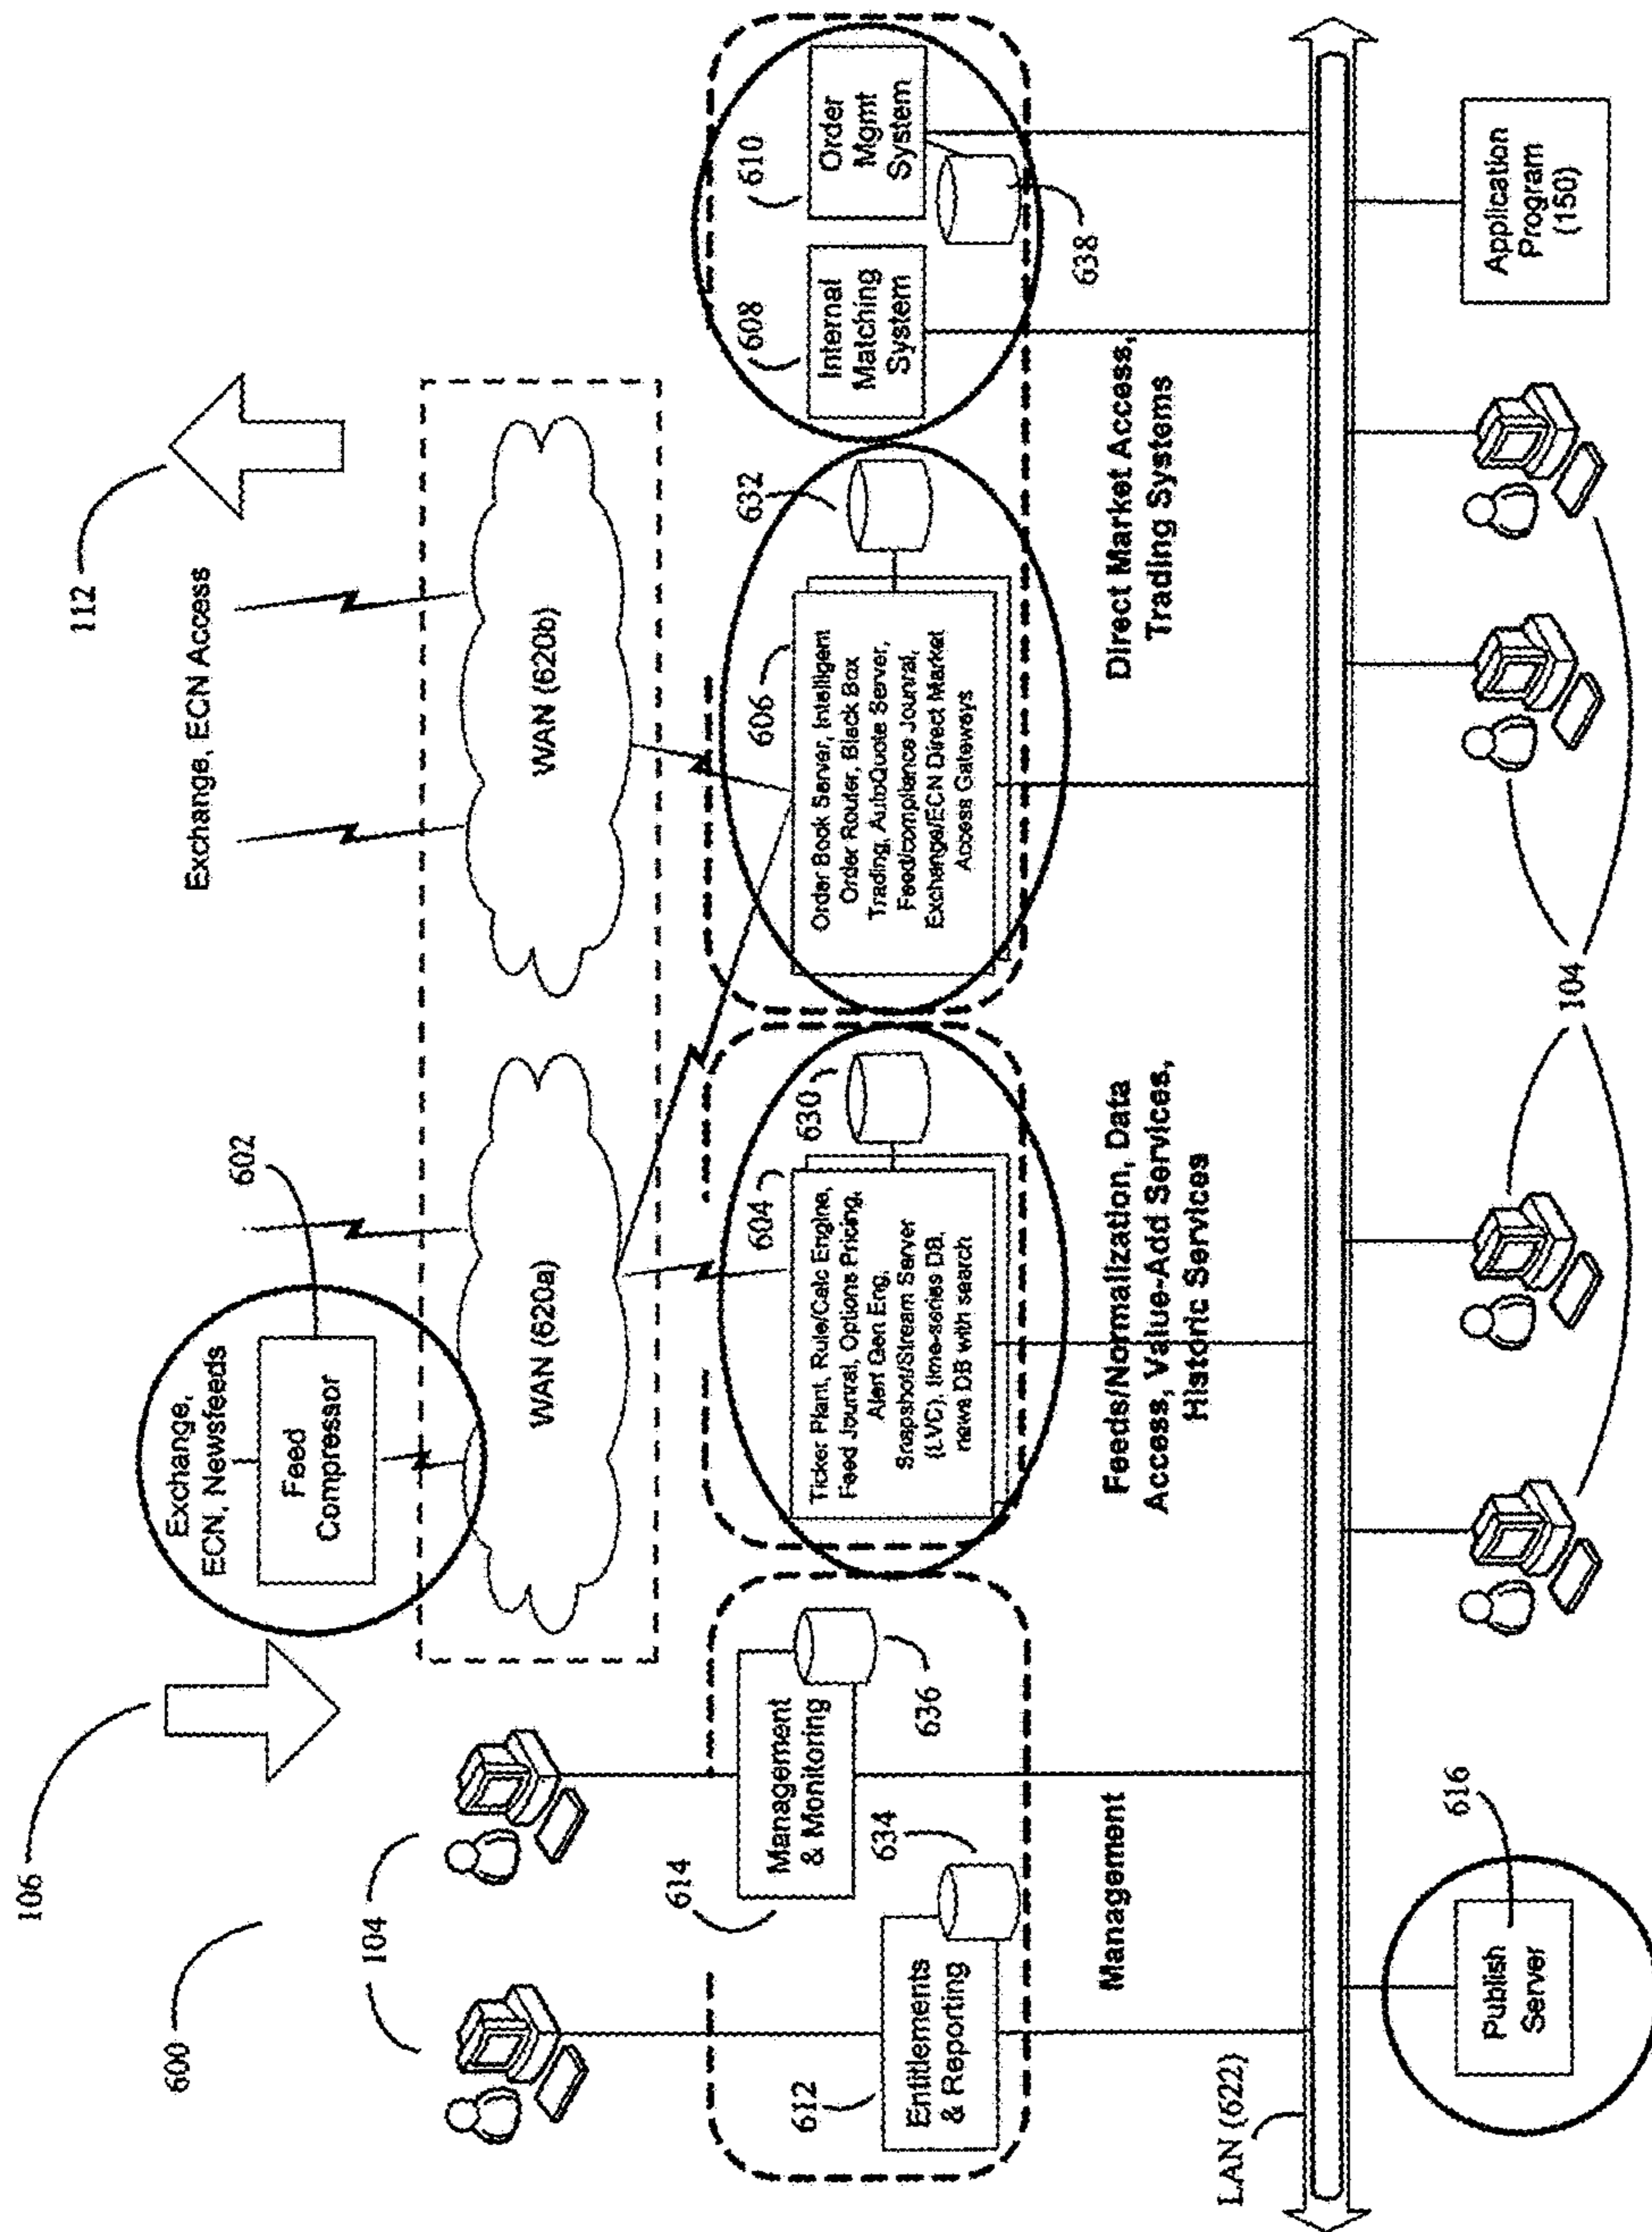 600
106
112
Exchange,
ECN, Newsfeeds
Feed
Compressor
602
Exchange, ECN Access
104
WAN (620a)
WAN (620b)
614
Management
& Monitoring
636
612
Entitlements
& Reporting
634
Management
604
Ticker Plant, Rule/Calc Engine,
Feed Jounral, Options Pricing,
Alert Gen Eng,
Snapshot/Stream Server
(LVC), time-series DB,
news DB with search
630
Feeds/Normalization, Data
Access, Value-Add Services,
Historic Services
606
Order Book Server, Intelligent
Order Router, Black Box
Trading, AutoQuote Server,
Feed/compliance Jounral,
Exchange/ECN Direct Market
Access Gateways
632
608
Internal
Matching
System
610
Order
Mgmt
System
638
Direct Market Access,
Trading Systems
LAN (622)
Publish
Server
616
104
Application
Program
(150)